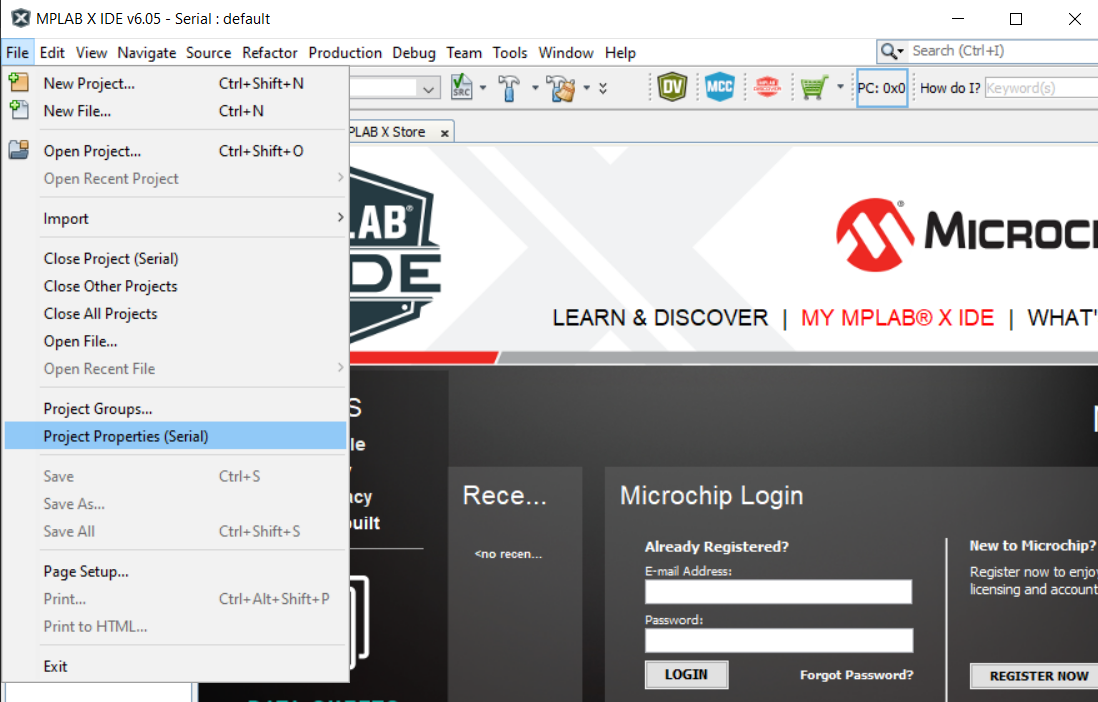 MPLAB X IDE v6.05 - Serial : default
File Edit View Navigate Source Refactor Production Debug Team Tools Window Help
Search (Ctrl+I)
SRC DV MCC PC: 0x0 How do I? Keyword(s)
New Project... Ctrl+Shift+N
New File... Ctrl+N
Open Project... Ctrl+Shift+O
Open Recent Project
Import
Close Project (Serial)
Close Other Projects
Close All Projects
Open File...
Open Recent File
Project Groups...
Project Properties (Serial)
Save Ctrl+S
Save As...
Save All Ctrl+Shift+S
Page Setup...
Print... Ctrl+Alt+Shift+P
Print to HTML...
Exit
PLAB X Store
LAB®
DE
MICROCI
LEARN & DISCOVER | MY MPLAB® X IDE | WHAT'
S
le
acy
built
Rece...
<no recen...
Microchip Login
Already Registered?
E-mail Address:
Password:
LOGIN
Forgot Password?
New to Microchip?
Register now to enjoy
licensing and account
REGISTER NOW